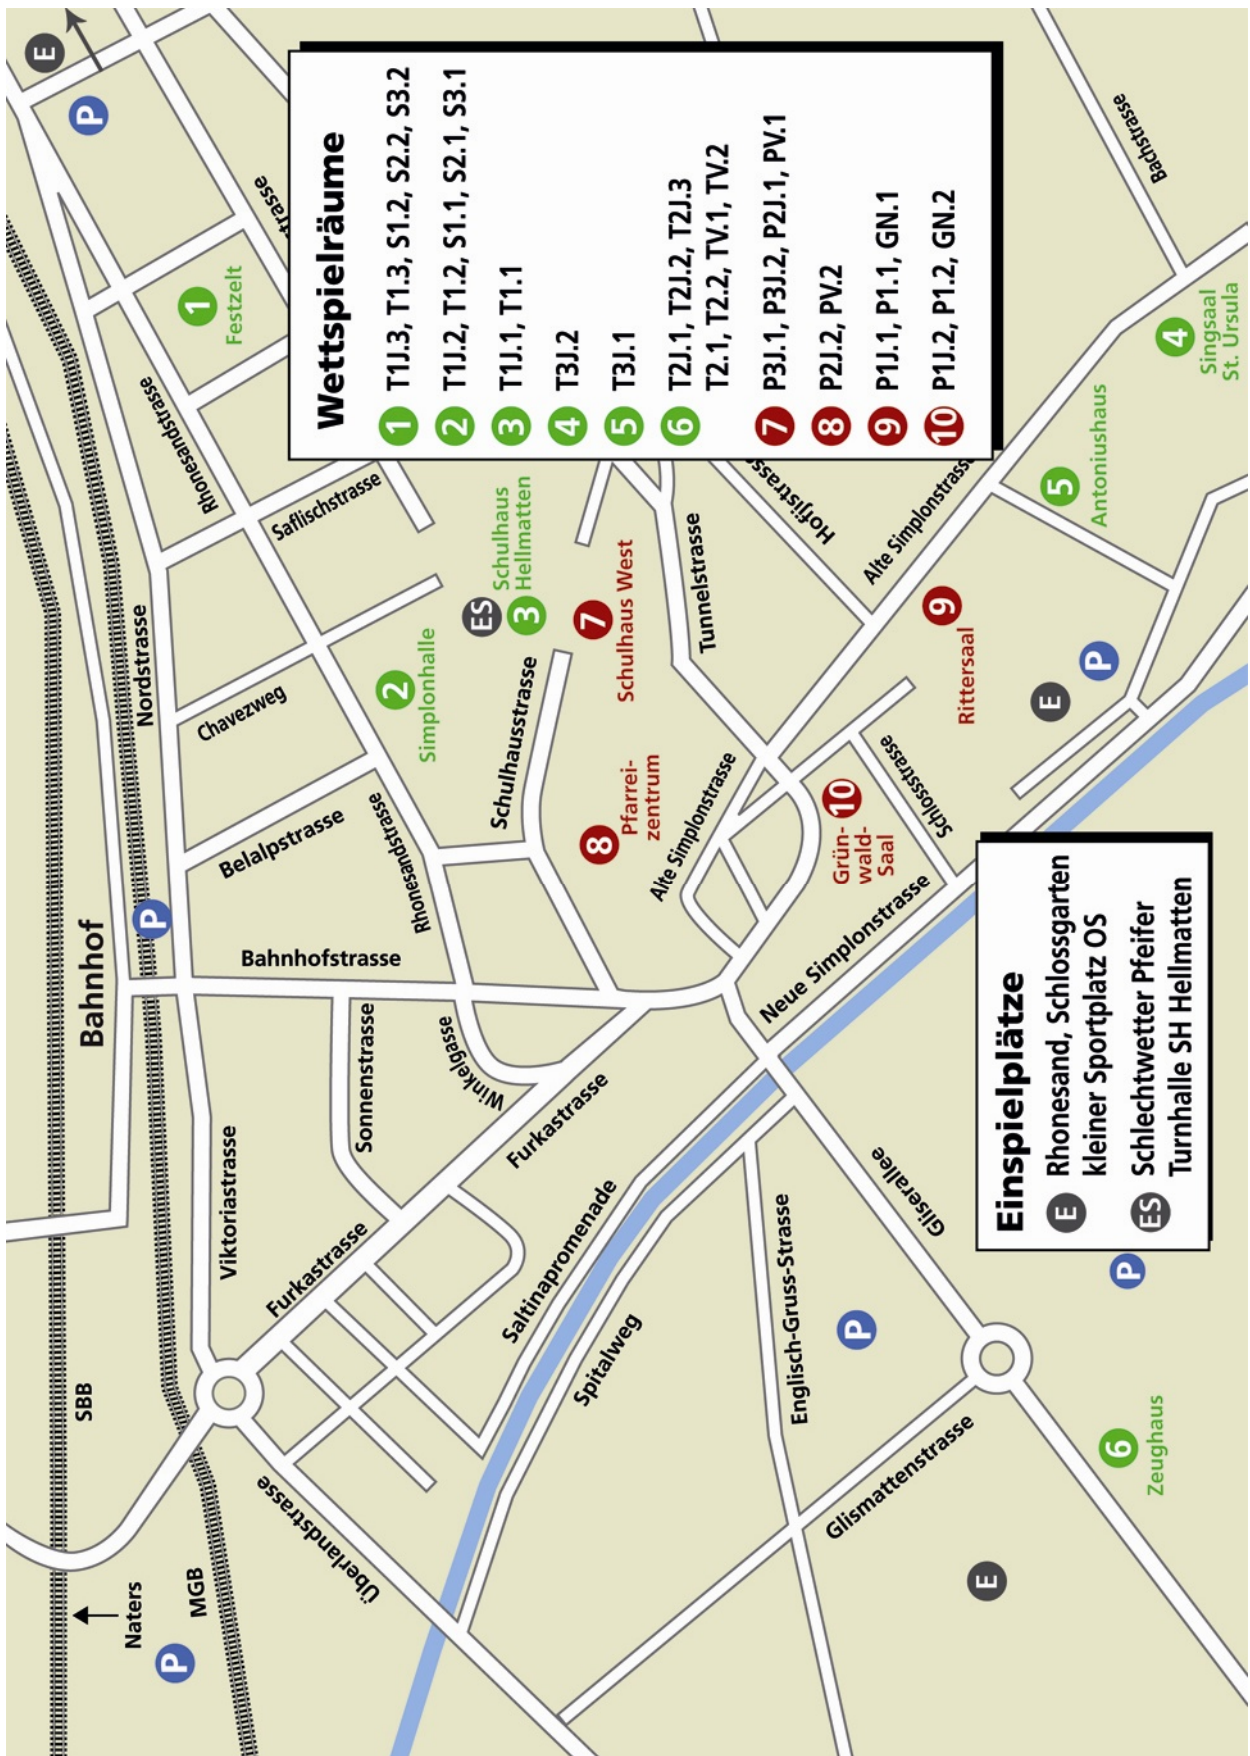 Wettspielräume
1 T1J.3, T1.3, S1.2, S2.2, S3.2
2 T1J.2, T1.2, S1.1, S2.1, S3.1
3 T1J.1, T1.1
4 T3J.2
5 T3J.1
6 T2J.1, T2J.2, T2J.3
T2.1, T2.2, TV.1, TV.2
7 P3J.1, P3J.2, P2J.1, PV.1
8 P2J.2, PV.2
9 P1J.1, P1.1, GN.1
10 P1J.2, P1.2, GN.2
Einspielplätze
E Rhonesand, Schlossgarten
kleiner Sportplatz OS
ES Schlechtwetter Pfeifer
Turnhalle SH Hellmatten
Naters
MGB
P
SBB
Bahnhof
P
Nordstrasse
Viktoriastrasse
Überlandstrasse
Furkastrasse
Furkastrasse
Sonnenstrasse
Bahnhofstrasse
Winkelgasse
Belalpstrasse
Chavezweg
Saflischstrasse
Rhonesandstrasse
Rhonesandstrasse
1
Festzelt
strasse
P
E
2
Simplonhalle
ES
3
Schulhaus
Hellmatten
Schulhausstrasse
7
Schulhaus West
8
Pfarrei-
zentrum
Tunnelstrasse
Hofjistrasse
Alte Simplonstrasse
Alte Simplonstrasse
10
Grün-
wald-
Saal
Schlossstrasse
9
Rittersaal
E
P
5
Antoniushaus
4
Singsaal
St. Ursula
Bachstrasse
Neue Simplonstrasse
Saltinapromenade
Spitalweg
Englisch-Gruss-Strasse
Gliserallee
P
P
Glismattenstrasse
6
Zeughaus
E